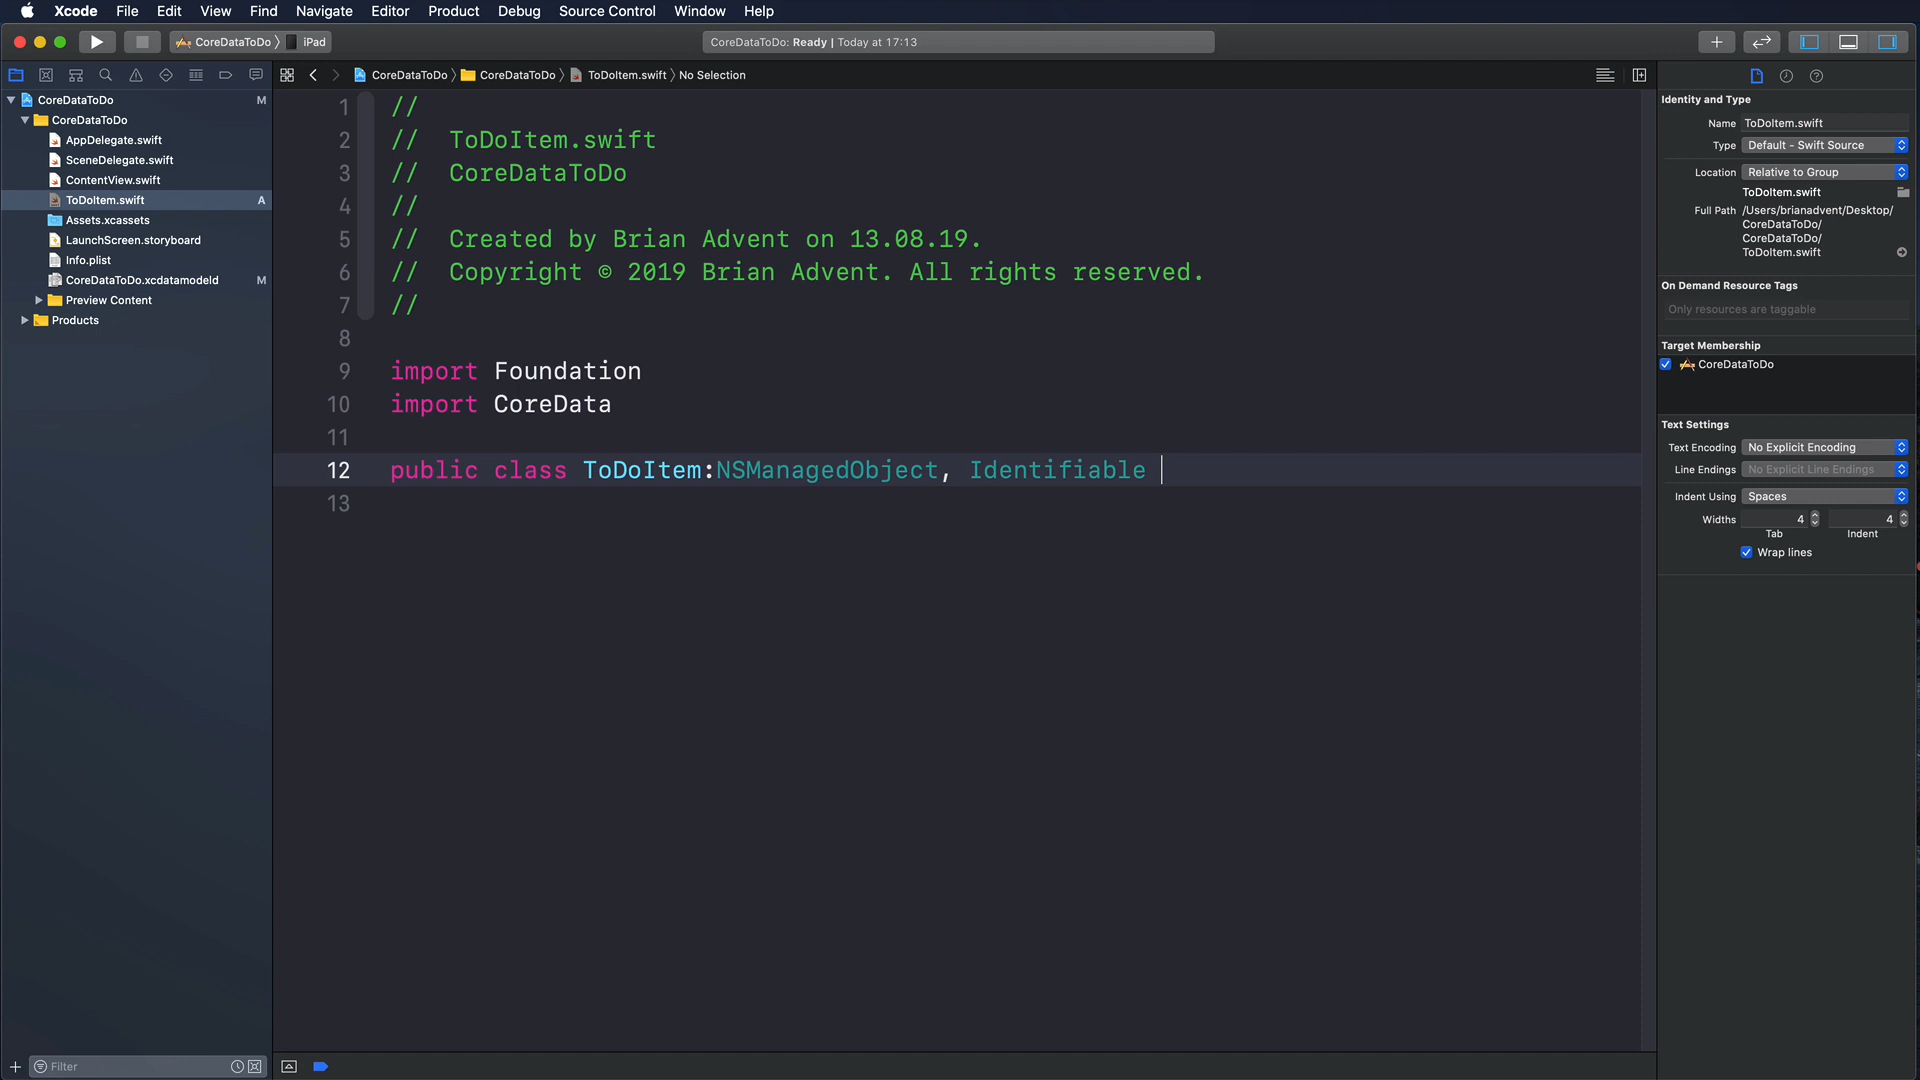 Xcode File Edit View Find Navigate Editor Product Debug Source Control Window Help
CoreDataToDo 〉 iPad
CoreDataToDo: Ready | Today at 17:13
CoreDataToDo 〉 CoreDataToDo 〉 ToDoItem.swift 〉 No Selection
CoreDataToDo M
CoreDataToDo
AppDelegate.swift
SceneDelegate.swift
ContentView.swift
ToDoItem.swift A
Assets.xcassets
LaunchScreen.storyboard
Info.plist
CoreDataToDo.xcdatamodeld M
Preview Content
Products
Filter
1 //
2 // ToDoItem.swift
3 // CoreDataToDo
4 //
5 // Created by Brian Advent on 13.08.19.
6 // Copyright © 2019 Brian Advent. All rights reserved.
7 //
8
9 import Foundation
10 import CoreData
11
12 public class ToDoItem:NSManagedObject, Identifiable
13
Identity and Type
Name ToDoItem.swift
Type Default - Swift Source
Location Relative to Group
ToDoItem.swift
Full Path /Users/brianadvent/Desktop/
CoreDataToDo/
CoreDataToDo/
ToDoItem.swift
On Demand Resource Tags
Only resources are taggable
Target Membership
CoreDataToDo
Text Settings
Text Encoding No Explicit Encoding
Line Endings No Explicit Line Endings
Indent Using Spaces
Widths 4 4
Tab Indent
Wrap lines